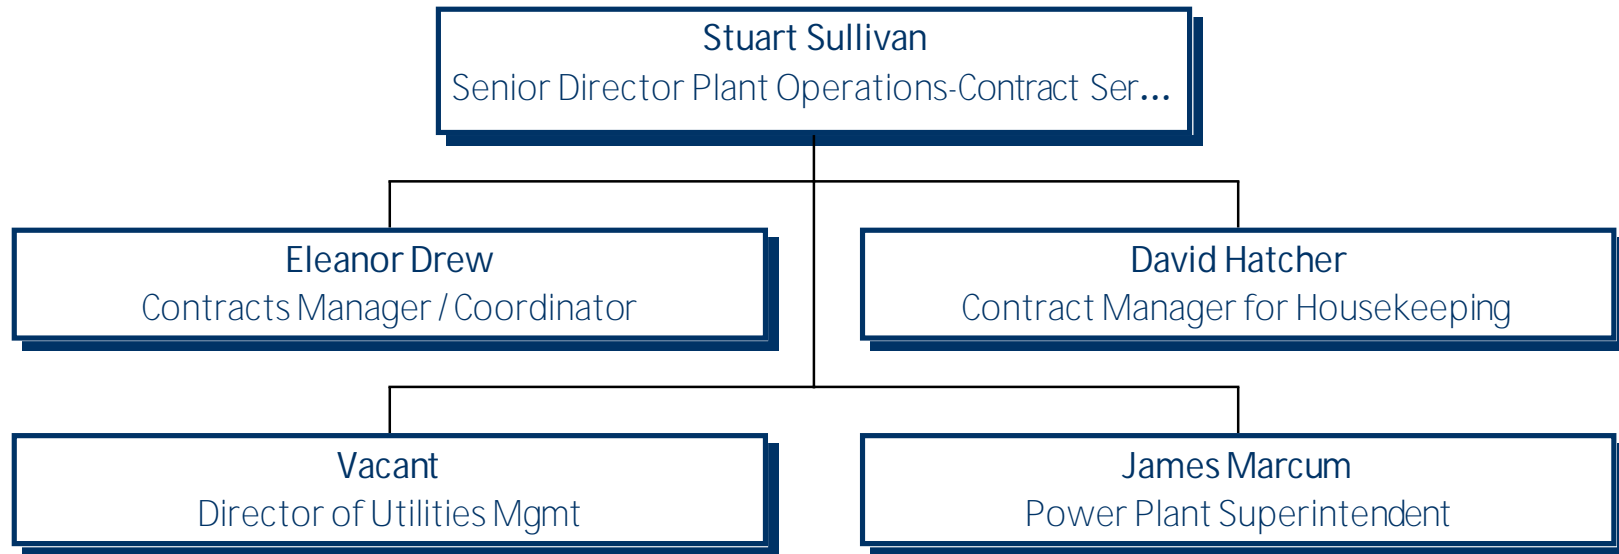 Stuart Sullivan
Senior Director Plant Operations-Contract Ser...
Eleanor Drew
Contracts Manager / Coordinator
David Hatcher
Contract Manager for Housekeeping
Vacant
Director of Utilities Mgmt
James Marcum
Power Plant Superintendent